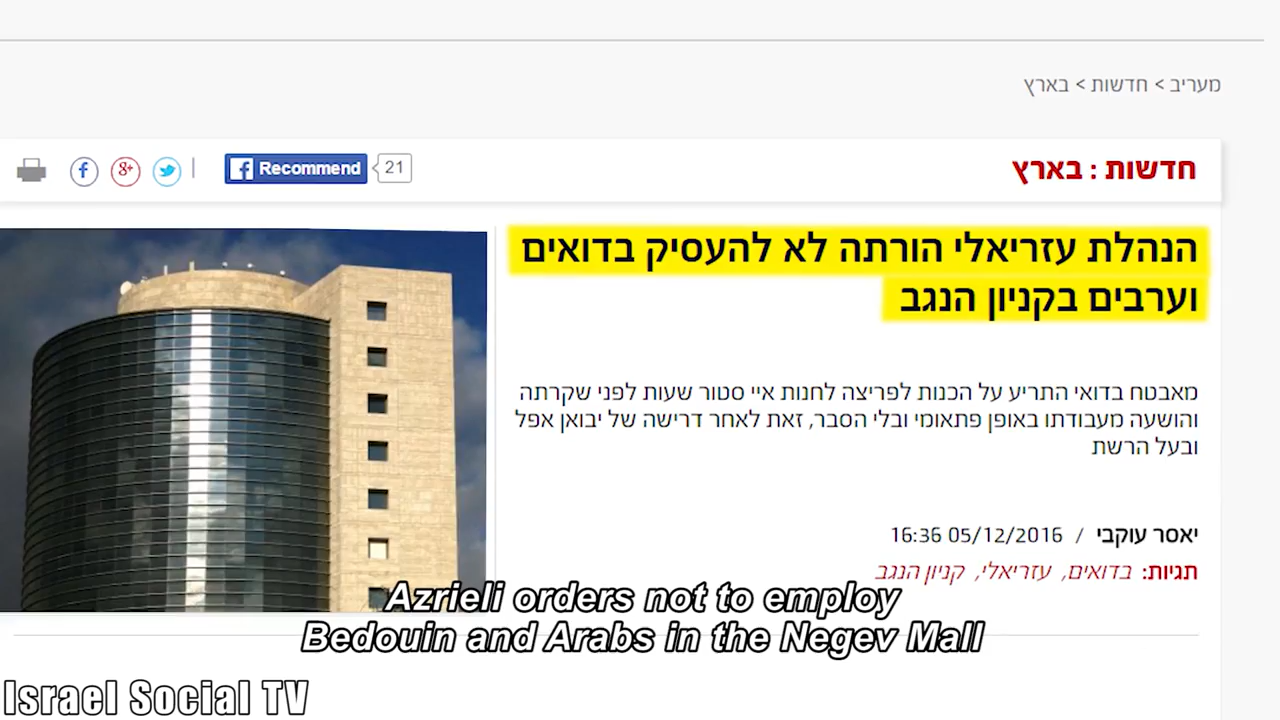 מעריב > חדשות > בארץ
חדשות : בארץ
Recommend 21
הנהלת עזריאלי הורתה לא להעסיק בדואים
וערבים בקניון הנגב
מאבטח בדואי התריע על הכנות לפריצה לחנות איי סטור שעות לפני שקרתה
והושעה מעבודתו באופן פתאומי ובלי הסבר, זאת לאחר דרישה של יבואן אפל
ובעל הרשת
יאסר עוקבי / 05/12/2016 16:36
תגיות: בדואים, עזריאלי, קניון הנגב
Azrieli orders not to employ
Bedouin and Arabs in the Negev Mall
Israel Social TV